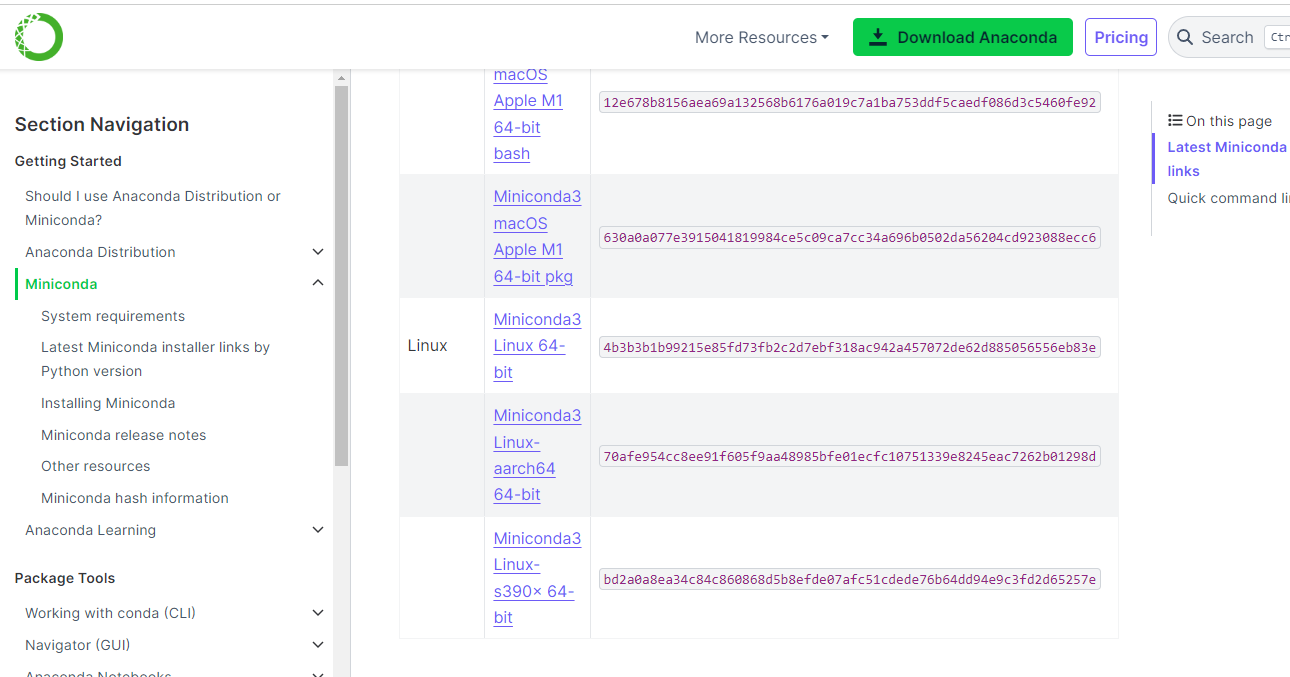 More Resources
Download Anaconda
Pricing
Search
Section Navigation
Getting Started
Should I use Anaconda Distribution or
Miniconda?
Anaconda Distribution
Miniconda
System requirements
Latest Miniconda installer links by
Python version
Installing Miniconda
Miniconda release notes
Other resources
Miniconda hash information
Anaconda Learning
Package Tools
Working with conda (CLI)
Navigator (GUI)
Anaconda Notebooks
macOS
Apple M1
64-bit
bash
12e678b8156aea69a132568b6176a019c7a1ba753ddf5caedf086d3c5460fe92
Miniconda3
macOS
Apple M1
64-bit pkg
630a0a077e3915041819984ce5c09ca7cc34a696b0502da56204cd923088ecc6
Linux
Miniconda3
Linux 64-
bit
4b3b3b1b99215e85fd73fb2c2d7ebf318ac942a457072de62d885056556eb83e
Miniconda3
Linux-
aarch64
64-bit
70afe954cc8ee91f605f9aa48985bfe01ecfc10751339e8245eac7262b01298d
Miniconda3
Linux-
s390x 64-
bit
bd2a0a8ea34c84c860868d5b8efde07afc51cdede76b64dd94e9c3fd2d65257e
On this page
Latest Miniconda
links
Quick command